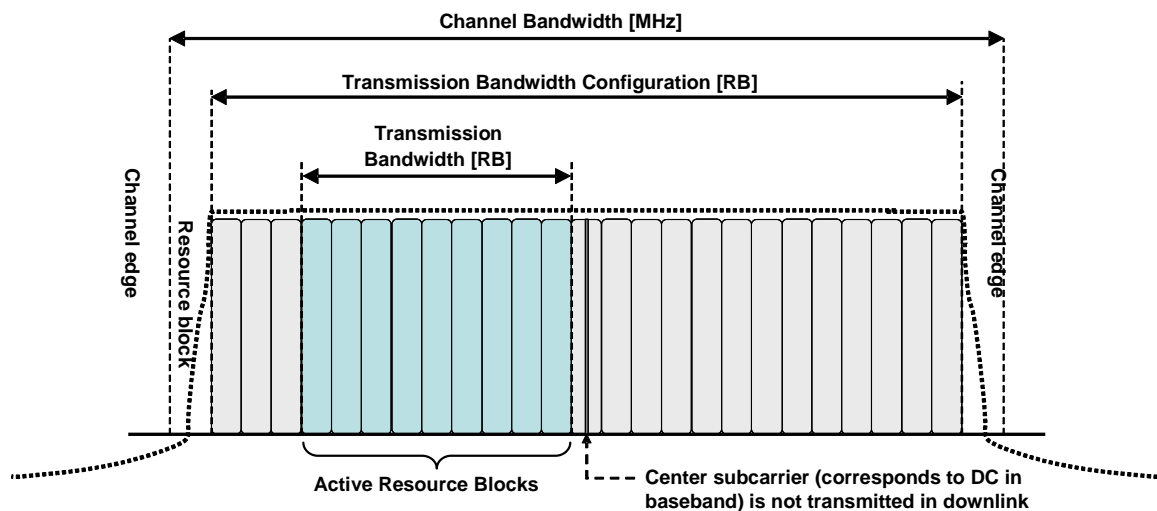 Channel Bandwidth [MHz]
Transmission Bandwidth Configuration [RB]
Transmission
Bandwidth [RB]
Channel edge
Resource block
Channel edge
Active Resource Blocks
Center subcarrier (corresponds to DC in
baseband) is not transmitted in downlink